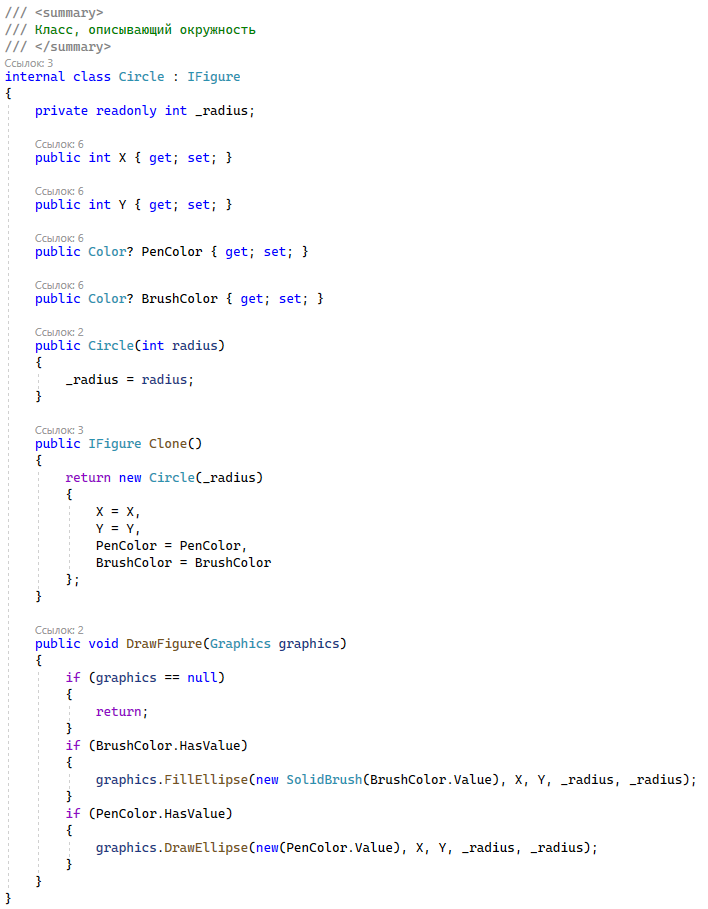 /// <summary>
/// Класс, описывающий окружность
/// </summary>
Ссылок: 3
internal class Circle : IFigure
{
    private readonly int _radius;

    Ссылок: 6
    public int X { get; set; }

    Ссылок: 6
    public int Y { get; set; }

    Ссылок: 6
    public Color? PenColor { get; set; }

    Ссылок: 6
    public Color? BrushColor { get; set; }

    Ссылок: 2
    public Circle(int radius)
    {
        _radius = radius;
    }

    Ссылок: 3
    public IFigure Clone()
    {
        return new Circle(_radius)
        {
            X = X,
            Y = Y,
            PenColor = PenColor,
            BrushColor = BrushColor
        };
    }

    Ссылок: 2
    public void DrawFigure(Graphics graphics)
    {
        if (graphics == null)
        {
            return;
        }
        if (BrushColor.HasValue)
        {
            graphics.FillEllipse(new SolidBrush(BrushColor.Value), X, Y, _radius, _radius);
        }
        if (PenColor.HasValue)
        {
            graphics.DrawEllipse(new(PenColor.Value), X, Y, _radius, _radius);
        }
    }
}